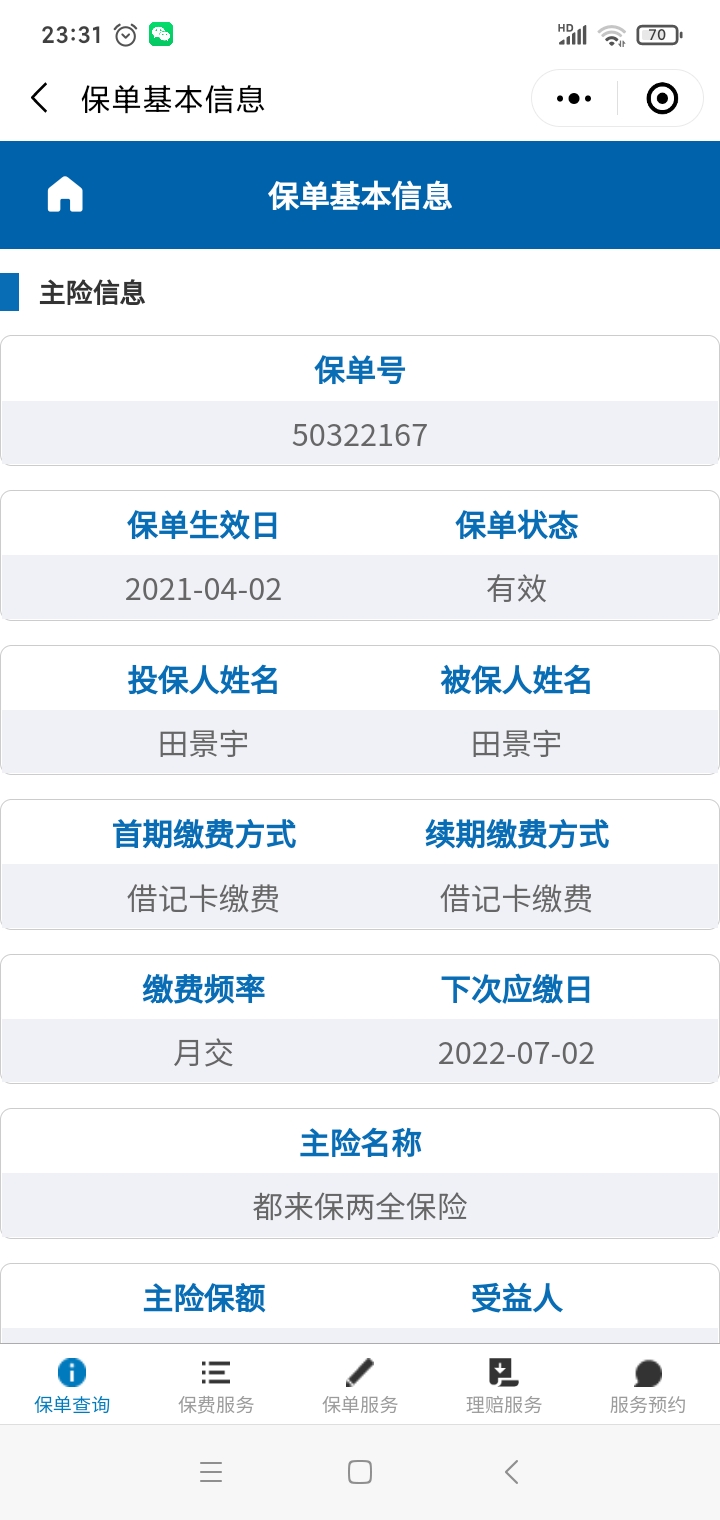 23:31 HD 70
保单基本信息
保单基本信息
主险信息
保单号
50322167
保单生效日 保单状态
2021-04-02 有效
投保人姓名 被保人姓名
田景宇 田景宇
首期缴费方式 续期缴费方式
借记卡缴费 借记卡缴费
缴费频率 下次应缴日
月交 2022-07-02
主险名称
都来保两全保险
主险保额 受益人
保单查询 保费服务 保单服务 理赔服务 服务预约